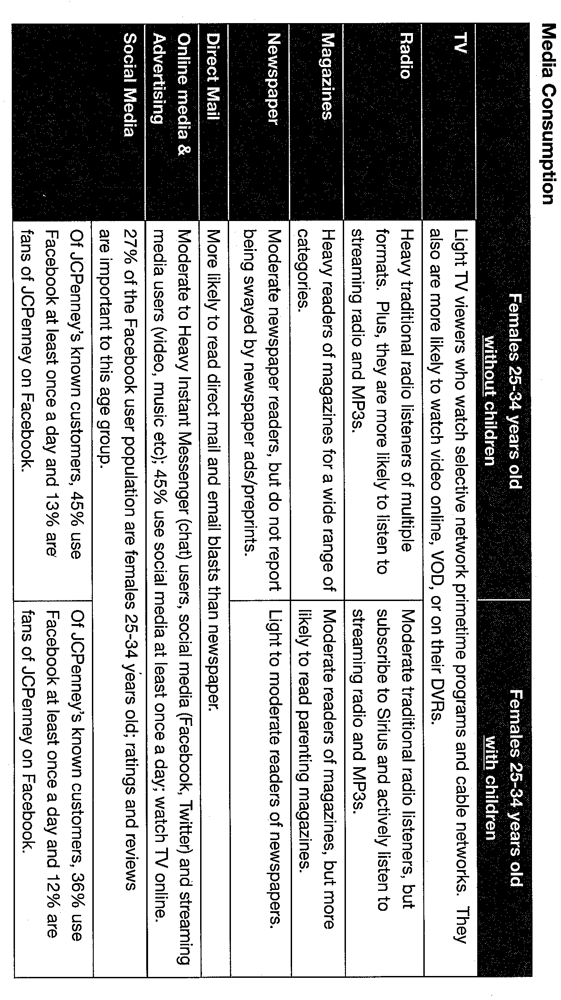 Media Consumption
Females 25-34 years old
without children
Females 25-34 years old
with children
TV
Light TV viewers who watch selective network primetime programs and cable networks. They
also are more likely to watch video online, VOD, or on their DVRs.
Radio
Heavy traditional radio listeners of multiple
formats. Plus, they are more likely to listen to
streaming radio and MP3s.
Moderate traditional radio listeners, but
subscribe to Sirius and actively listen to
streaming radio and MP3s.
Magazines
Heavy readers of magazines for a wide range of
categories.
Moderate readers of magazines, but more
likely to read parenting magazines.
Newspaper
Moderate newspaper readers, but do not report
being swayed by newspaper ads/preprints.
Light to moderate readers of newspapers.
Direct Mail
More likely to read direct mail and email blasts than newspaper.
Online media &
Advertising
Moderate to Heavy Instant Messenger (chat) users, social media (Facebook, Twitter) and streaming
media users (video, music etc); 45% use social media at least once a day; watch TV online.
Social Media
27% of the Facebook user population are females 25-34 years old; ratings and reviews
are important to this age group.
Of JCPenney's known customers, 45% use
Facebook at least once a day and 13% are
fans of JCPenney on Facebook.
Of JCPenney's known customers, 36% use
Facebook at least once a day and 12% are
fans of JCPenney on Facebook.